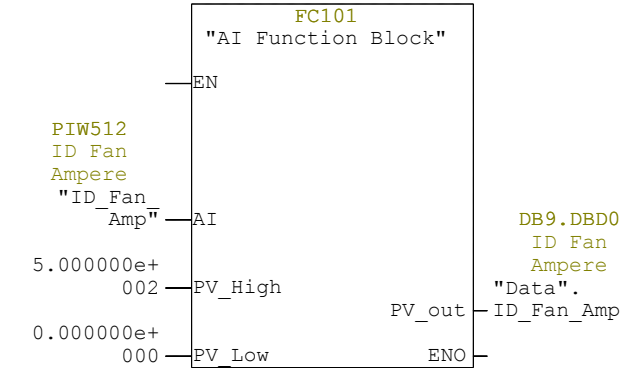 FC101
"AI Function Block"
EN
PIW512
ID Fan
Ampere
"ID_Fan_
Amp"
AI
5.000000e+
002
PV_High
0.000000e+
000
PV_Low
DB9.DBD0
ID Fan
Ampere
"Data".
ID_Fan_Amp
PV_out
ENO